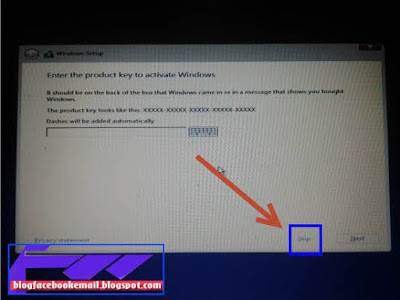 Windows Setup
Enter the product key to activate Windows
It should be on the back of the box that Windows came in or in a message that shows you bought
Windows.
The product key looks like this: XXXXX-XXXXX-XXXXX-XXXXX-XXXXX
Dashes will be added automatically
Skip
Next
Privacy statement
blogfacebookemail.blogspot.com